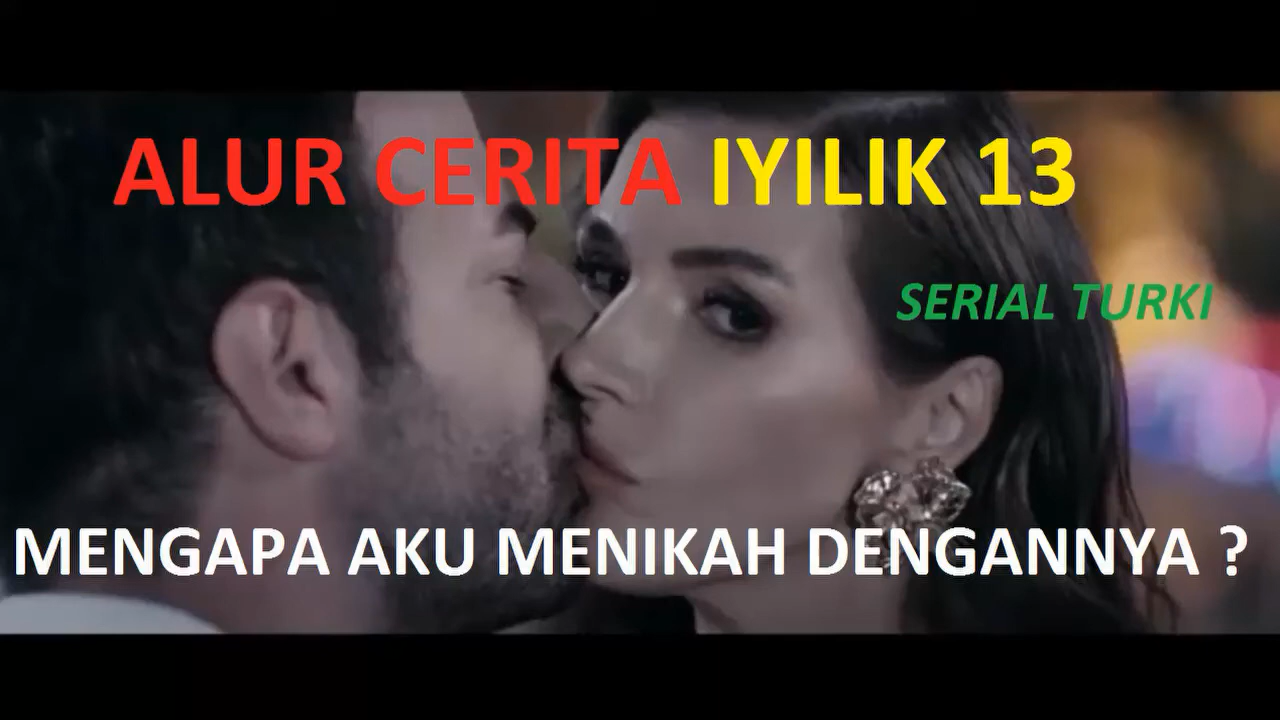 ALUR CERITA IYILIK 13
SERIAL TURKI
MENGAPA AKU MENIKAH DENGANNYA ?